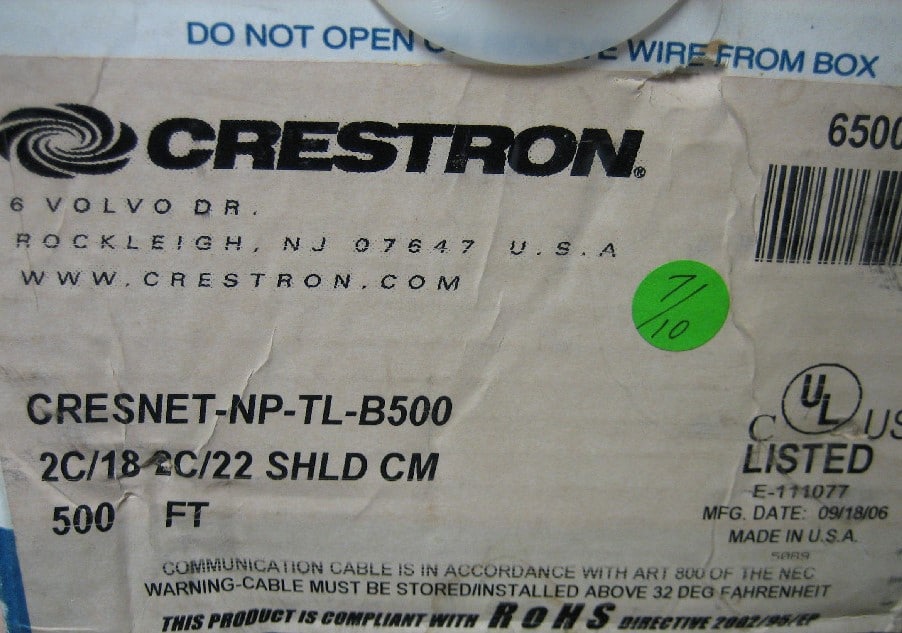 DO NOT OPEN WIRE FROM BOX
CRESTRON®
6500
6 VOLVO DR.
ROCKLEIGH, NJ 07647 U.S.A
WWW.CRESTRON.COM
7/10
CRESNET-NP-TL-B500
2C/18 2C/22 SHLD CM
500 FT
C UL US
LISTED
E-111077
MFG. DATE: 09/18/06
MADE IN U.S.A.
5089
COMMUNICATION CABLE IS IN ACCORDANCE WITH ART 800 OF THE NEC
WARNING-CABLE MUST BE STORED/INSTALLED ABOVE 32 DEG FAHRENHEIT
THIS PRODUCT IS COMPLIANT WITH RoHS DIRECTIVE 2002/95/EP